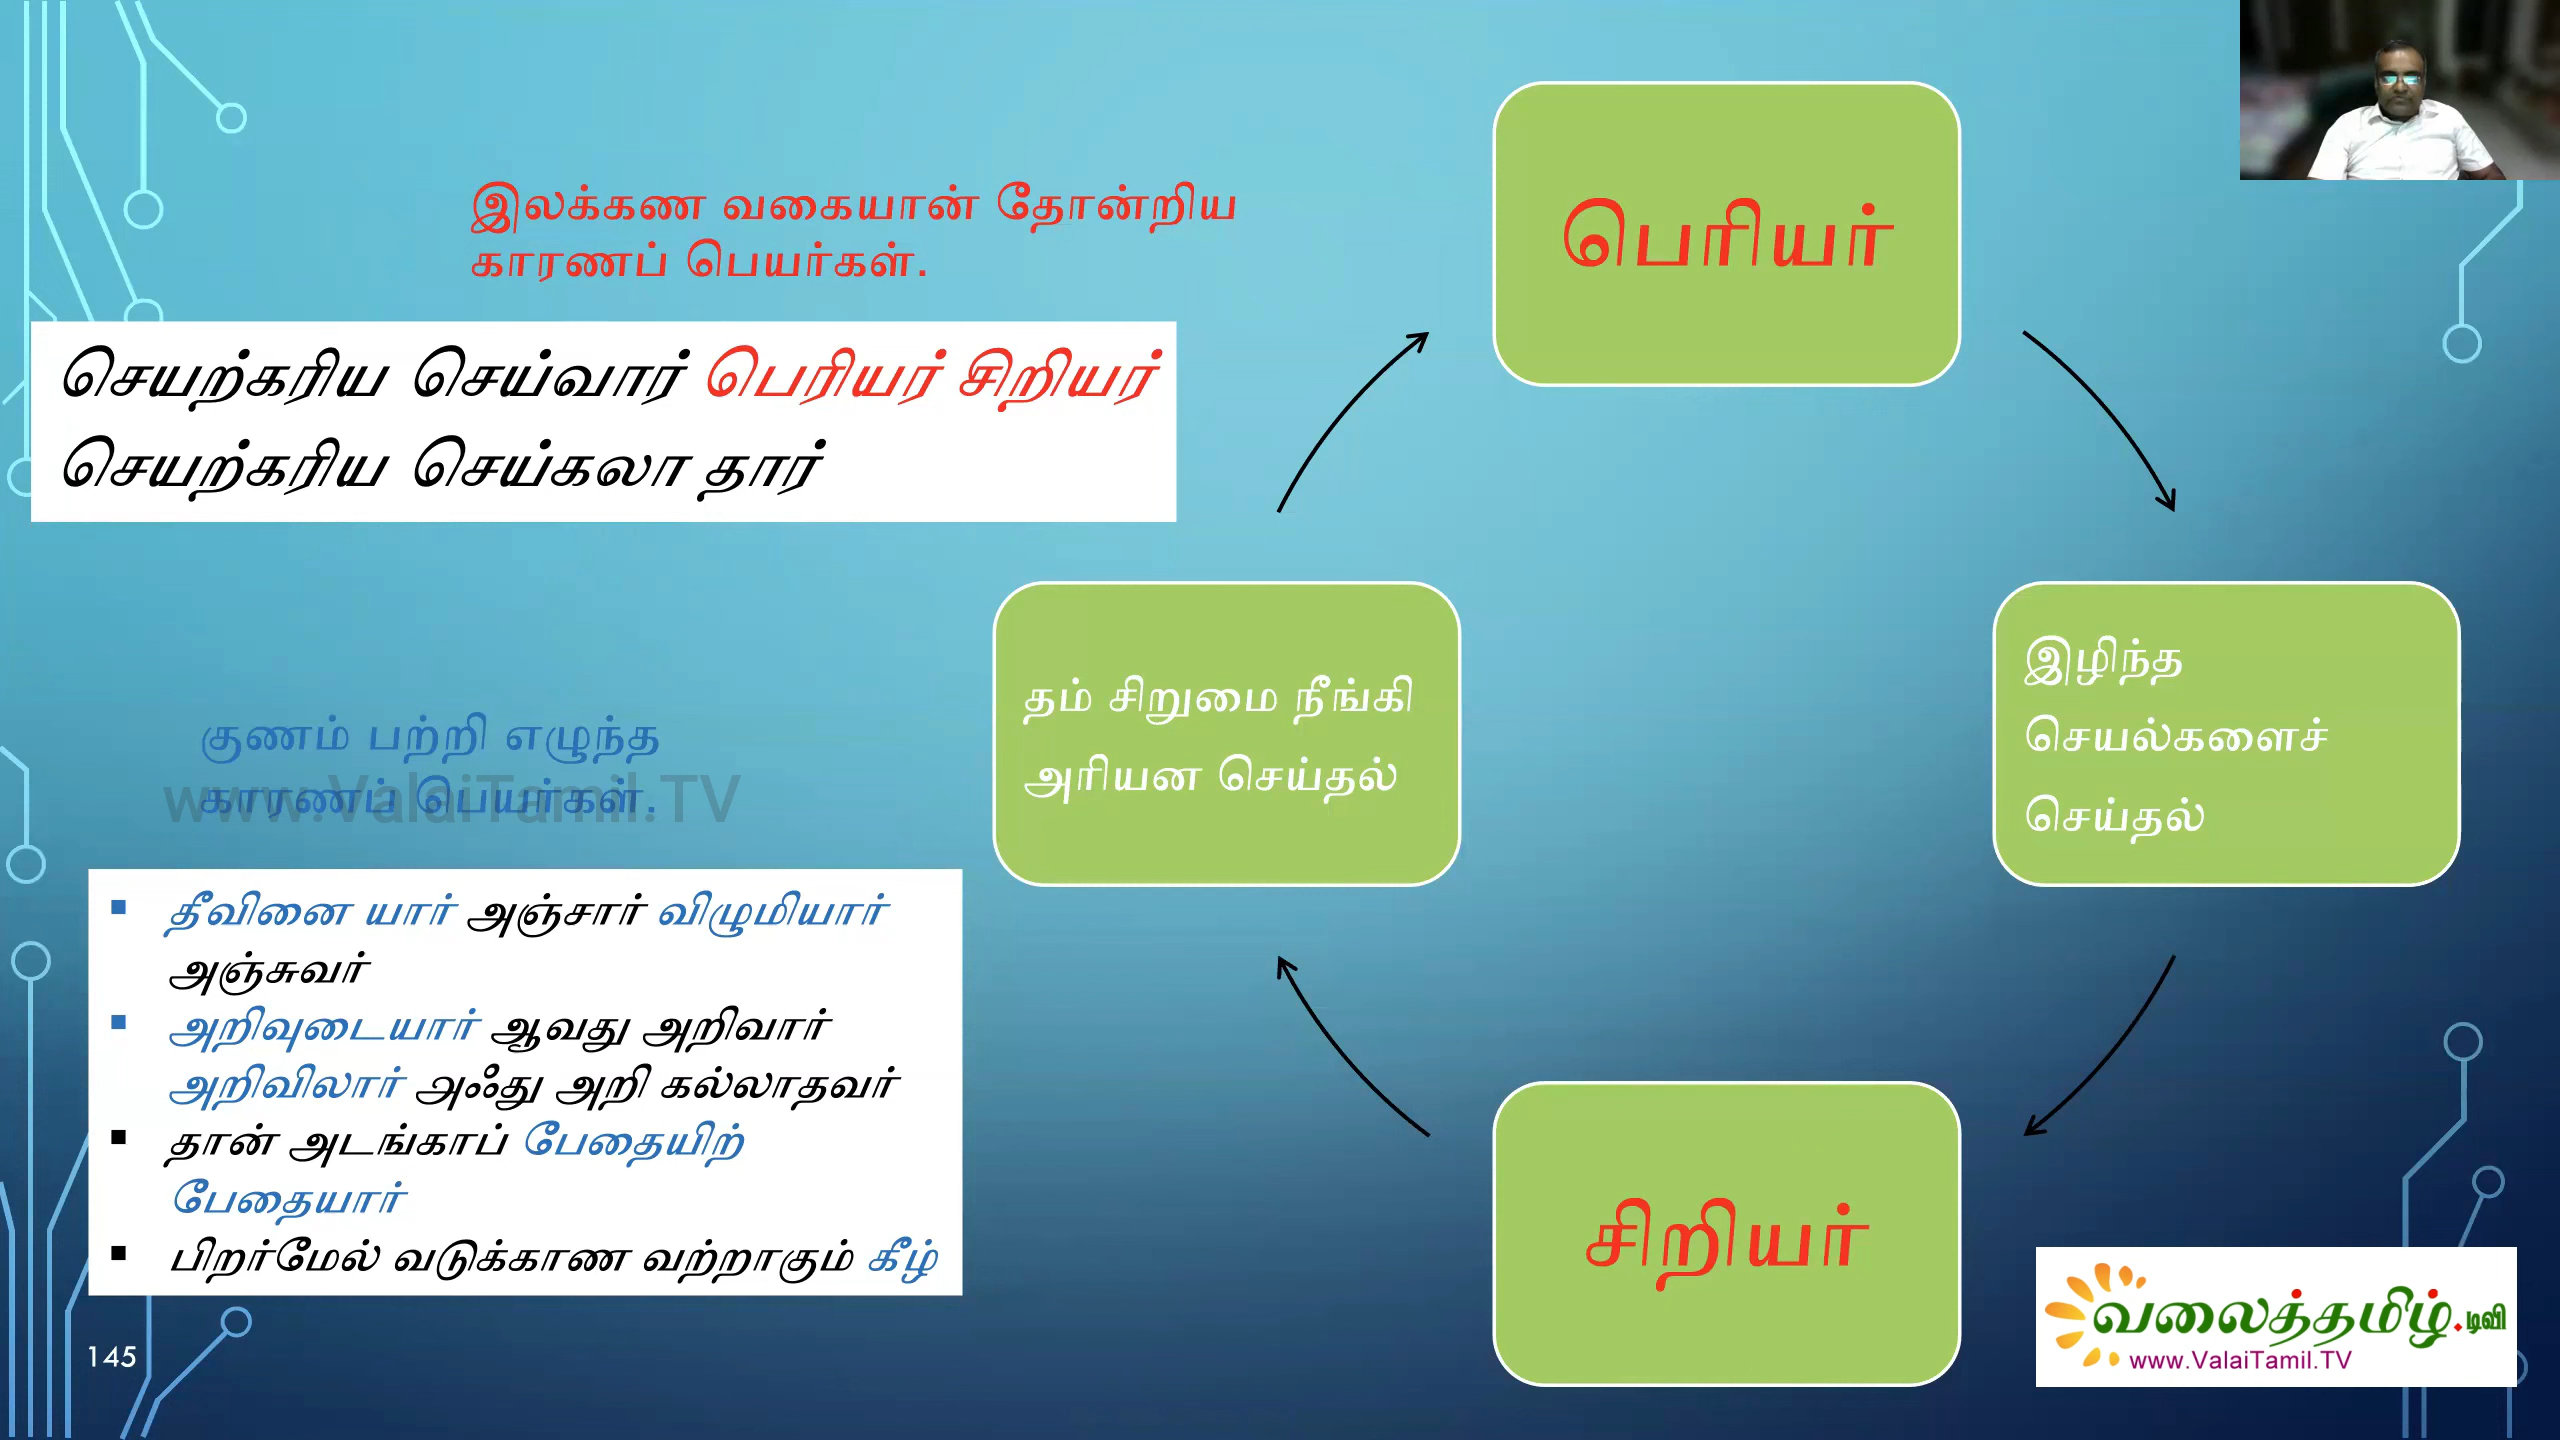 இலக்கண வகையான் தோன்றிய
காரணப் பெயர்கள்.
செயற்கரிய செய்வார் பெரியர் சிறியர்
செயற்கரிய செய்கலா தார்
குணம் பற்றி எழுந்த
காரணப் பெயர்கள்.
www.ValaiTamil.TV
தீவினை யார் அஞ்சார் விழுமியார்
அஞ்சுவர்
அறிவுடையார் ஆவது அறிவார்
அறிவிலார் அஃது அறி கல்லாதவர்
தான் அடங்காப் பேதையிற்
பேதையார்
பிறர்மேல் வடுக்காண வற்றாகும் கீழ்
145
பெரியர்
இழிந்த
செயல்களைச்
செய்தல்
சிறியர்
தம் சிறுமை நீங்கி
அரியன செய்தல்
வலைத்தமிழ்.டிவி
www.ValaiTamil.TV